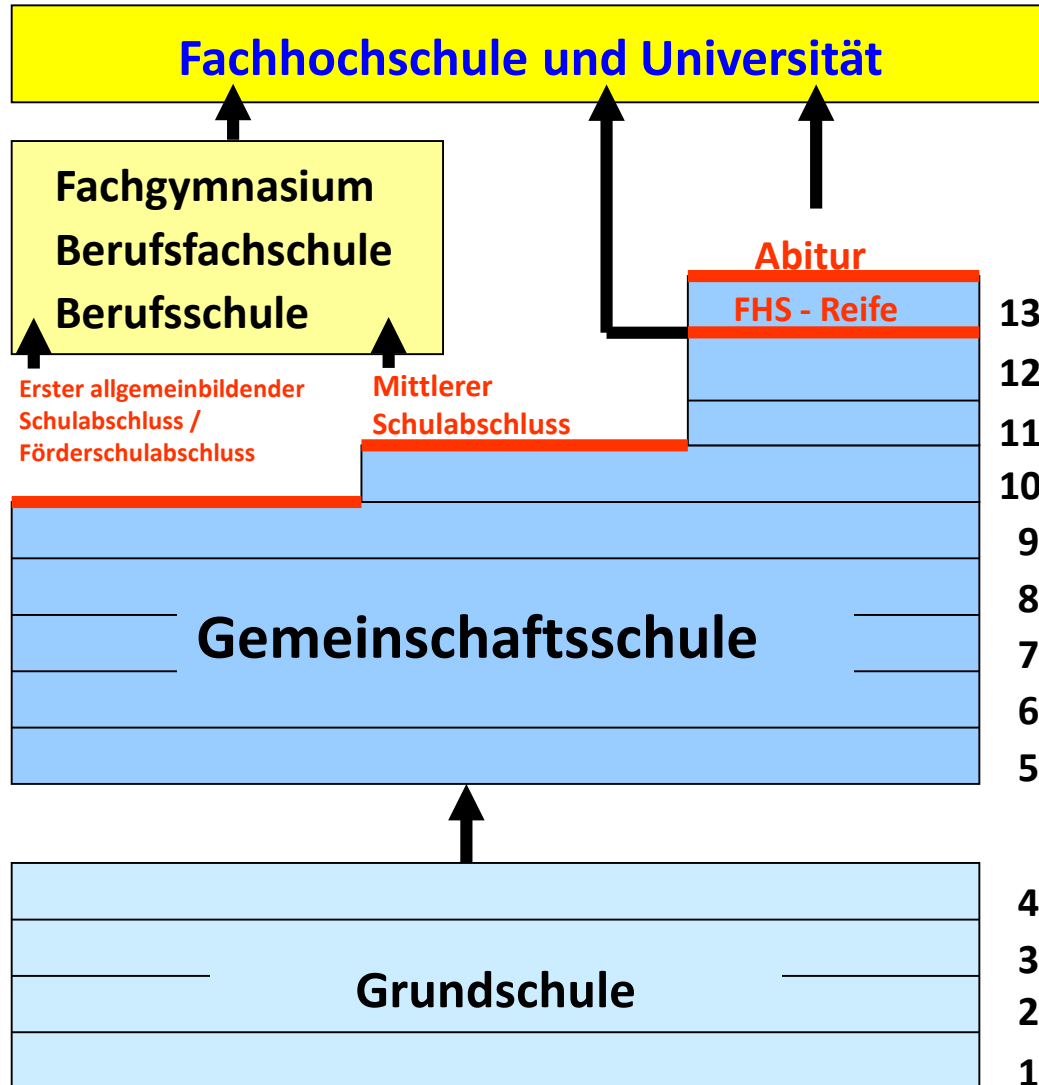 Fachhochschule und Universität
Fachgymnasium
Berufsfachschule
Berufsschule
Abitur
FHS - Reife
13
Erster allgemeinbildender
Schulabschluss /
Förderschulabschluss
Mittlerer
Schulabschluss
12
11
10
9
8
Gemeinschaftsschule
7
6
5
4
3
Grundschule
2
1